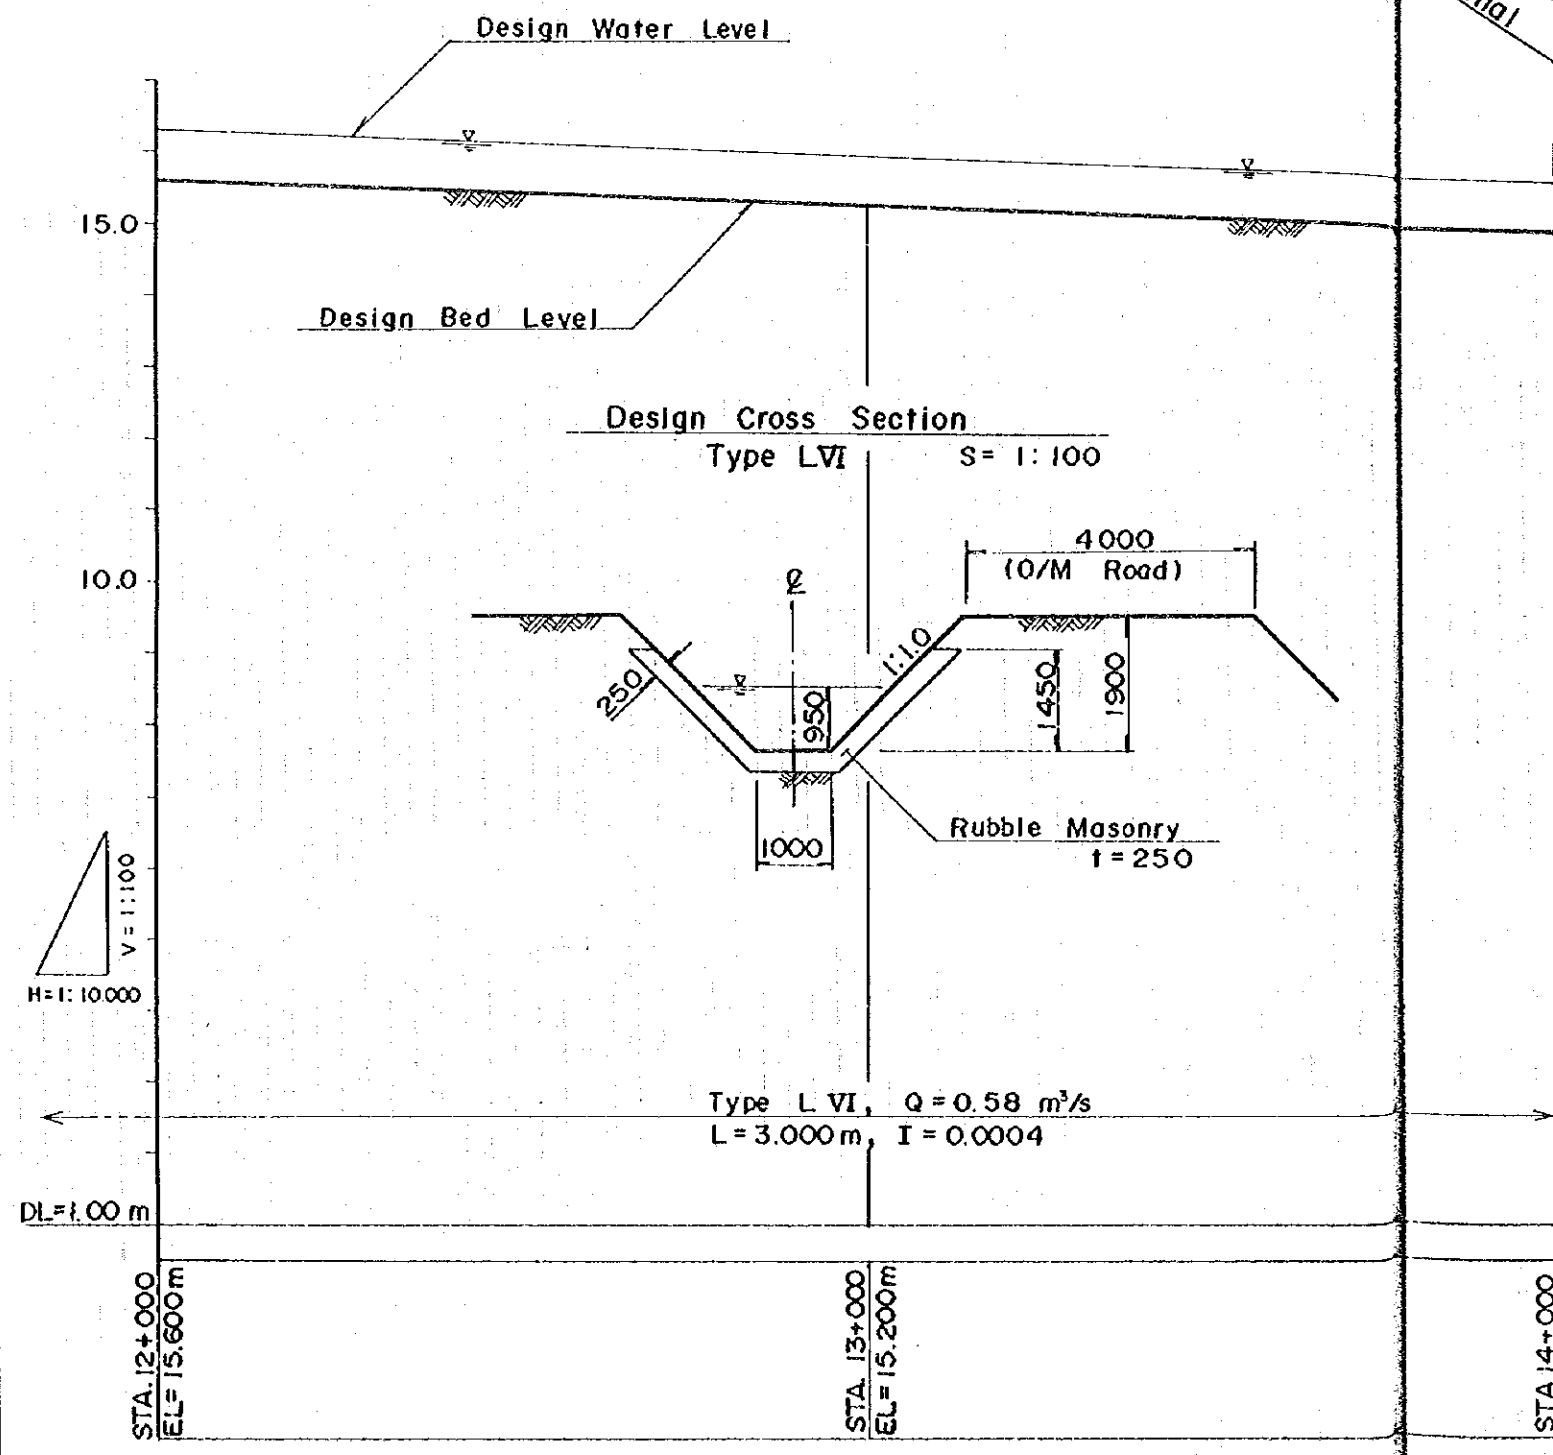 Design Water Level
15.0
Design Bed Level
Design Cross Section
Type LVI S= 1:100
4000
(O/M Road)
10.0
℄
1:1.0
250
950
1450
1900
1000
Rubble Masonry
t=250
V=1:100
H=1:10.000
Type L VI, Q=0.58 m³/s
L=3.000m, I=0.0004
DL=1.00 m
STA.12+000
EL=15.600m
STA. 13+000
EL=15.200m
STA 14+000